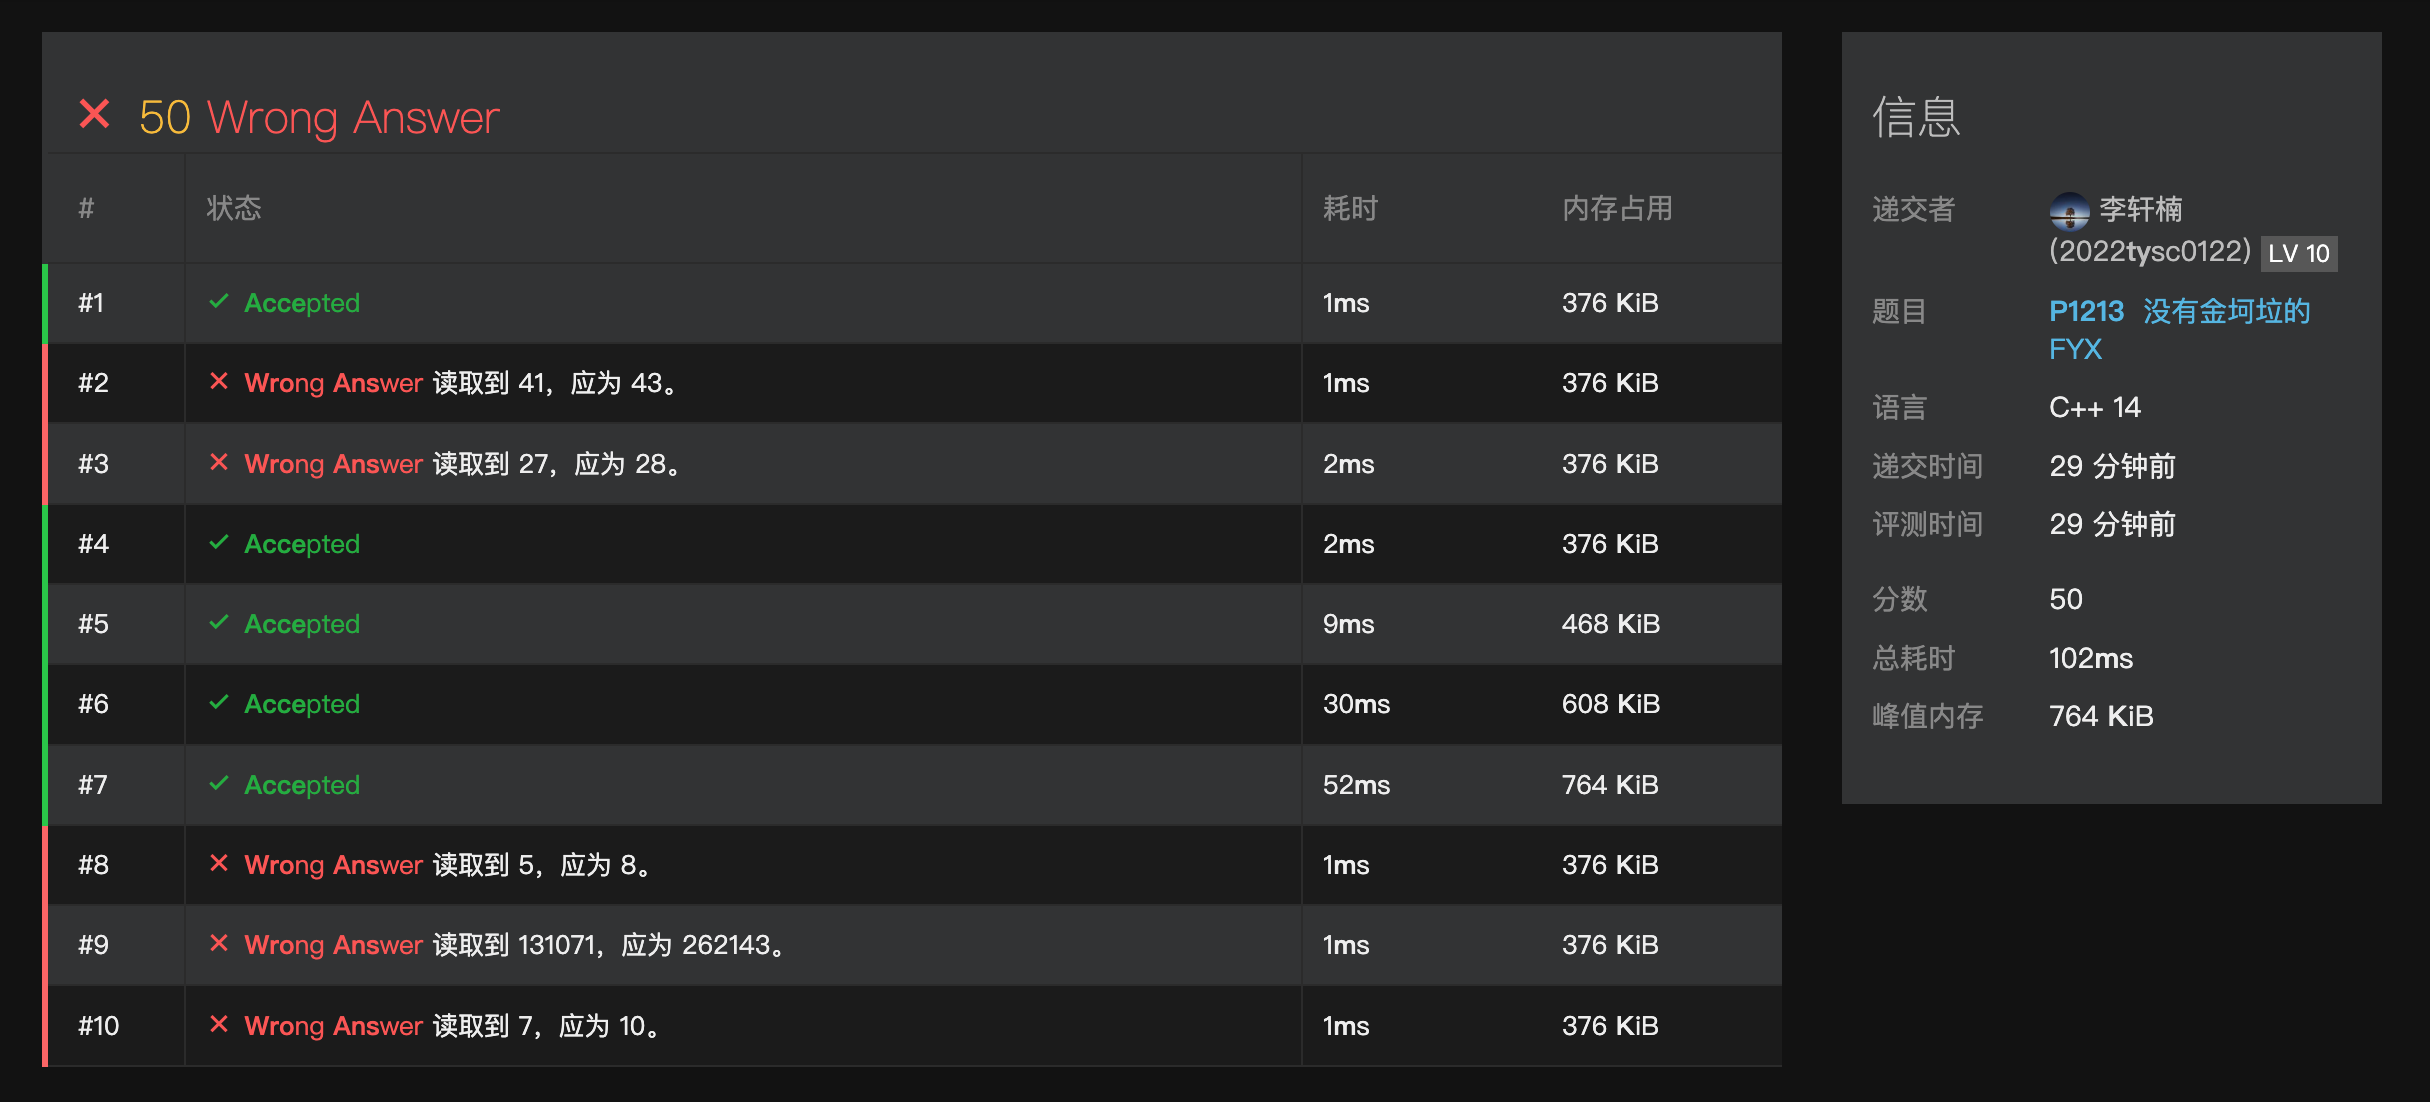 50 Wrong Answer
# 状态 耗时 内存占用
#1 Accepted 1ms 376 KiB
#2 Wrong Answer 读取到 41，应为 43。 1ms 376 KiB
#3 Wrong Answer 读取到 27，应为 28。 2ms 376 KiB
#4 Accepted 2ms 376 KiB
#5 Accepted 9ms 468 KiB
#6 Accepted 30ms 608 KiB
#7 Accepted 52ms 764 KiB
#8 Wrong Answer 读取到 5，应为 8。 1ms 376 KiB
#9 Wrong Answer 读取到 131071，应为 262143。 1ms 376 KiB
#10 Wrong Answer 读取到 7，应为 10。 1ms 376 KiB
信息
递交者 李轩楠
(2022tysc0122) LV 10
题目 P1213 没有金坷垃的
FYX
语言 C++ 14
递交时间 29 分钟前
评测时间 29 分钟前
分数 50
总耗时 102ms
峰值内存 764 KiB